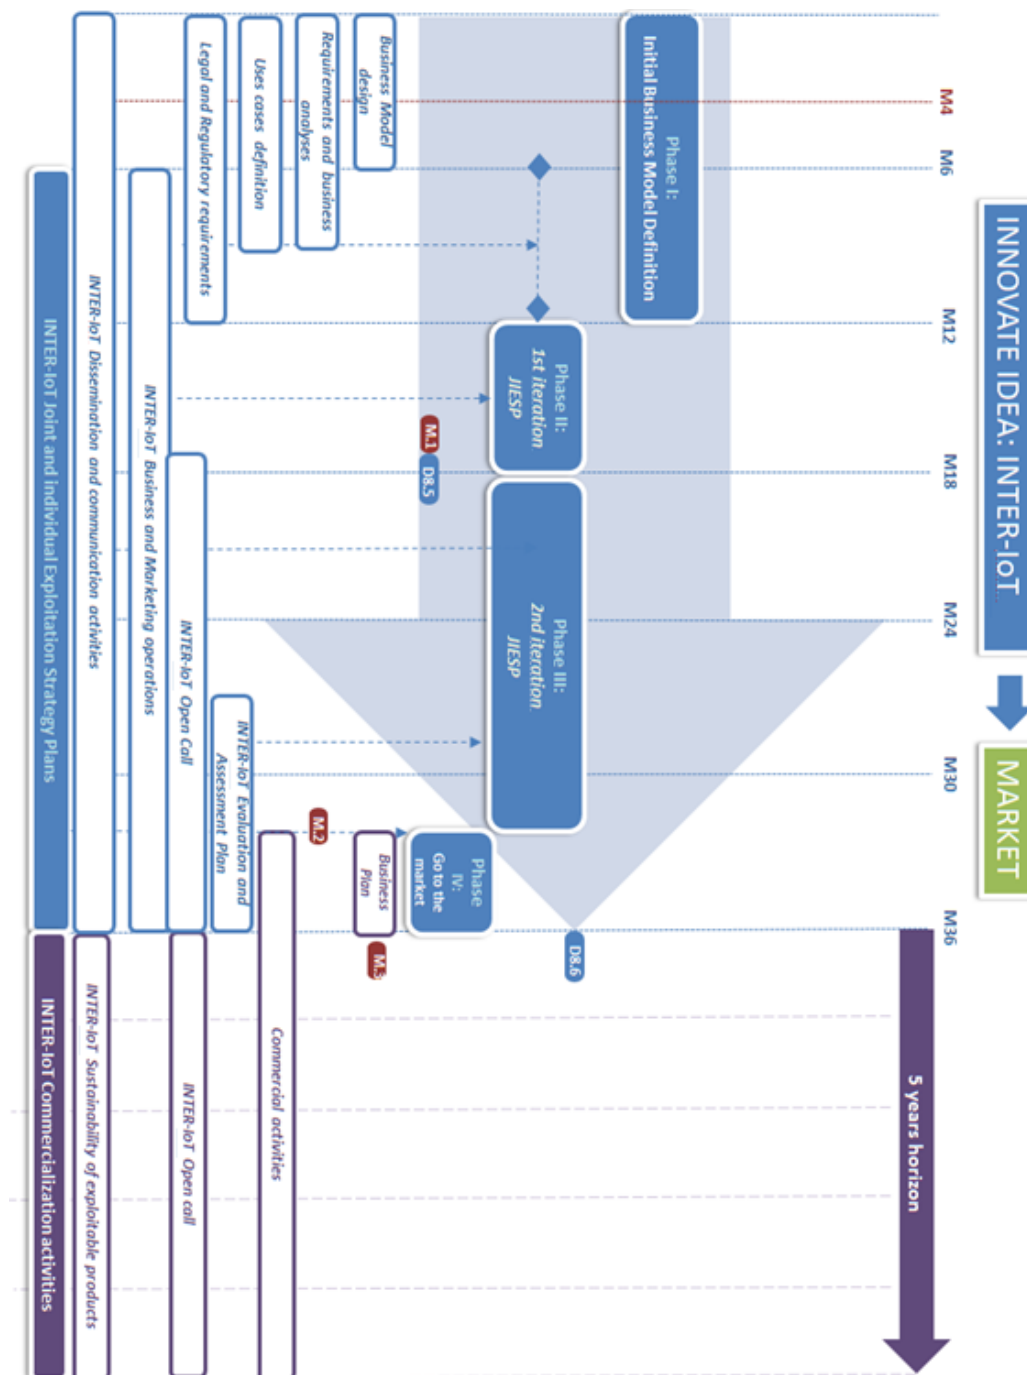 INNOVATE IDEA: INTER-IoT
MARKET
M4
M6
M12
M18
M24
M30
M36
5 years horizon
Phase I:
Initial Business Model Definition
Phase II:
1st iteration
JIESP
Phase III:
2nd iteration
JIESP
D8.6
Phase
IV:
Go to the
market
M.1
D8.5
Business Model
design
Business
Plan
M.3
Requirements and business
analyses
M.2
Uses cases definition
Commercial activities
Legal and Regulatory requirements
INTER-IoT Evaluation and
Assessment Plan
INTER-IoT Open Call
INTER-IoT Open call
INTER-IoT Business and Marketing operations
INTER-IoT Dissemination and communication activities
INTER-IoT Sustainability of exploitable products
INTER-IoT Joint and individual Exploitation Strategy Plans
INTER-IoT Commercialization activities